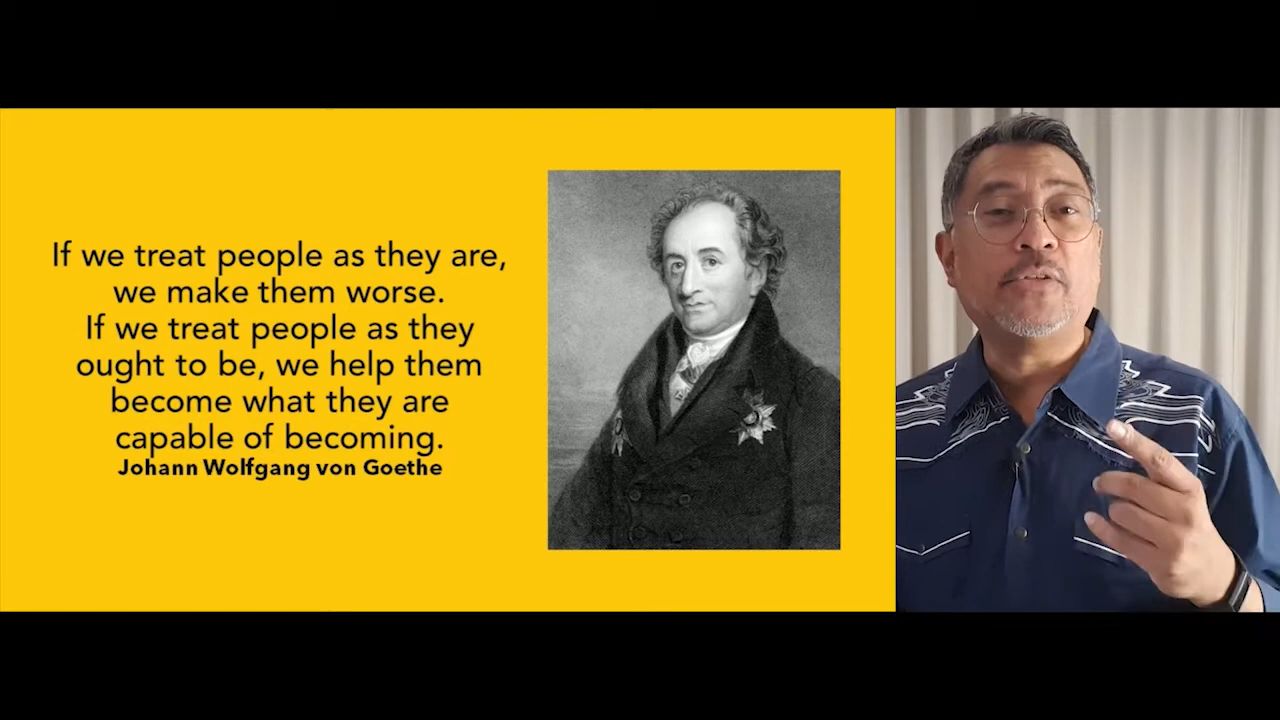 If we treat people as they are,
we make them worse.
If we treat people as they
ought to be, we help them
become what they are
capable of becoming.
Johann Wolfgang von Goethe